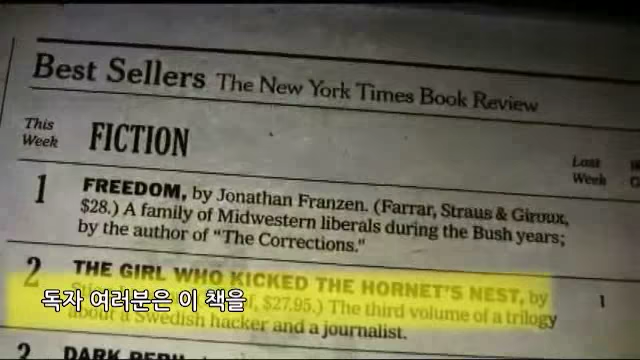 Best Sellers The New York Times Book Review
This Week
FICTION
Last Week
1
FREEDOM, by Jonathan Franzen. (Farrar, Straus & Giroux,
$28.) A family of Midwestern liberals during the Bush years;
by the author of "The Corrections."
2
THE GIRL WHO KICKED THE HORNET'S NEST, by
1
$27.95.) The third volume of a trilogy
about a Swedish hacker and a journalist.
독자 여러분은 이 책을
DARK